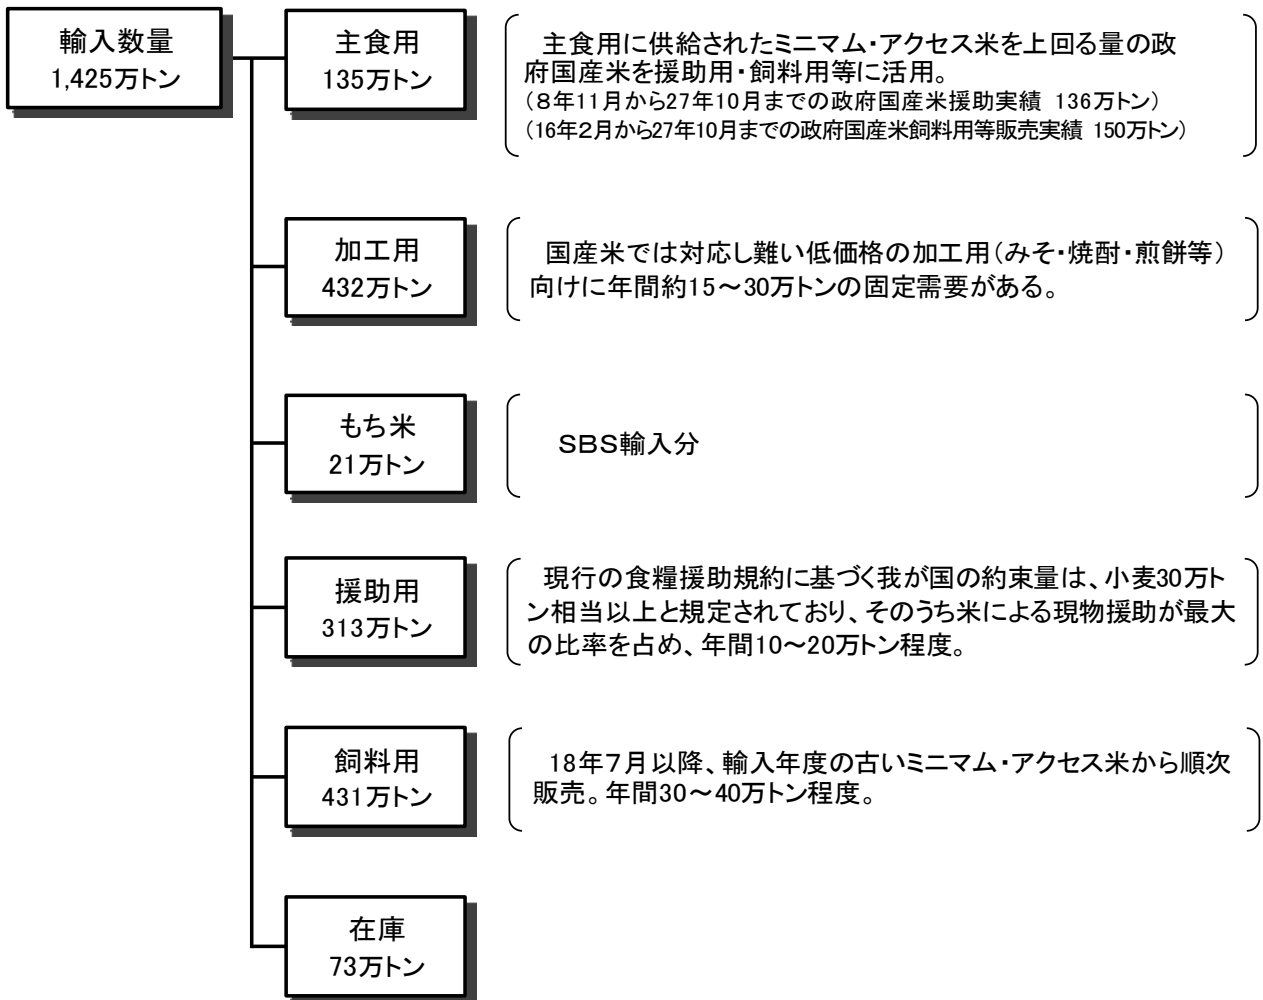 輸入数量
1,425万トン
主食用
135万トン
主食用に供給されたミニマム・アクセス米を上回る量の政
府国産米を援助用・飼料用等に活用。
(８年11月から27年10月までの政府国産米援助実績 136万トン)
(16年２月から27年10月までの政府国産米飼料用等販売実績 150万トン)
加工用
432万トン
国産米では対応し難い低価格の加工用（みそ・焼酎・煎餅等）
向けに年間約15～30万トンの固定需要がある。
もち米
21万トン
ＳＢＳ輸入分
援助用
313万トン
現行の食糧援助規約に基づく我が国の約束量は、小麦30万ト
ン相当以上と規定されており、そのうち米による現物援助が最大
の比率を占め、年間10～20万トン程度。
飼料用
431万トン
18年７月以降、輸入年度の古いミニマム・アクセス米から順次
販売。年間30～40万トン程度。
在庫
73万トン